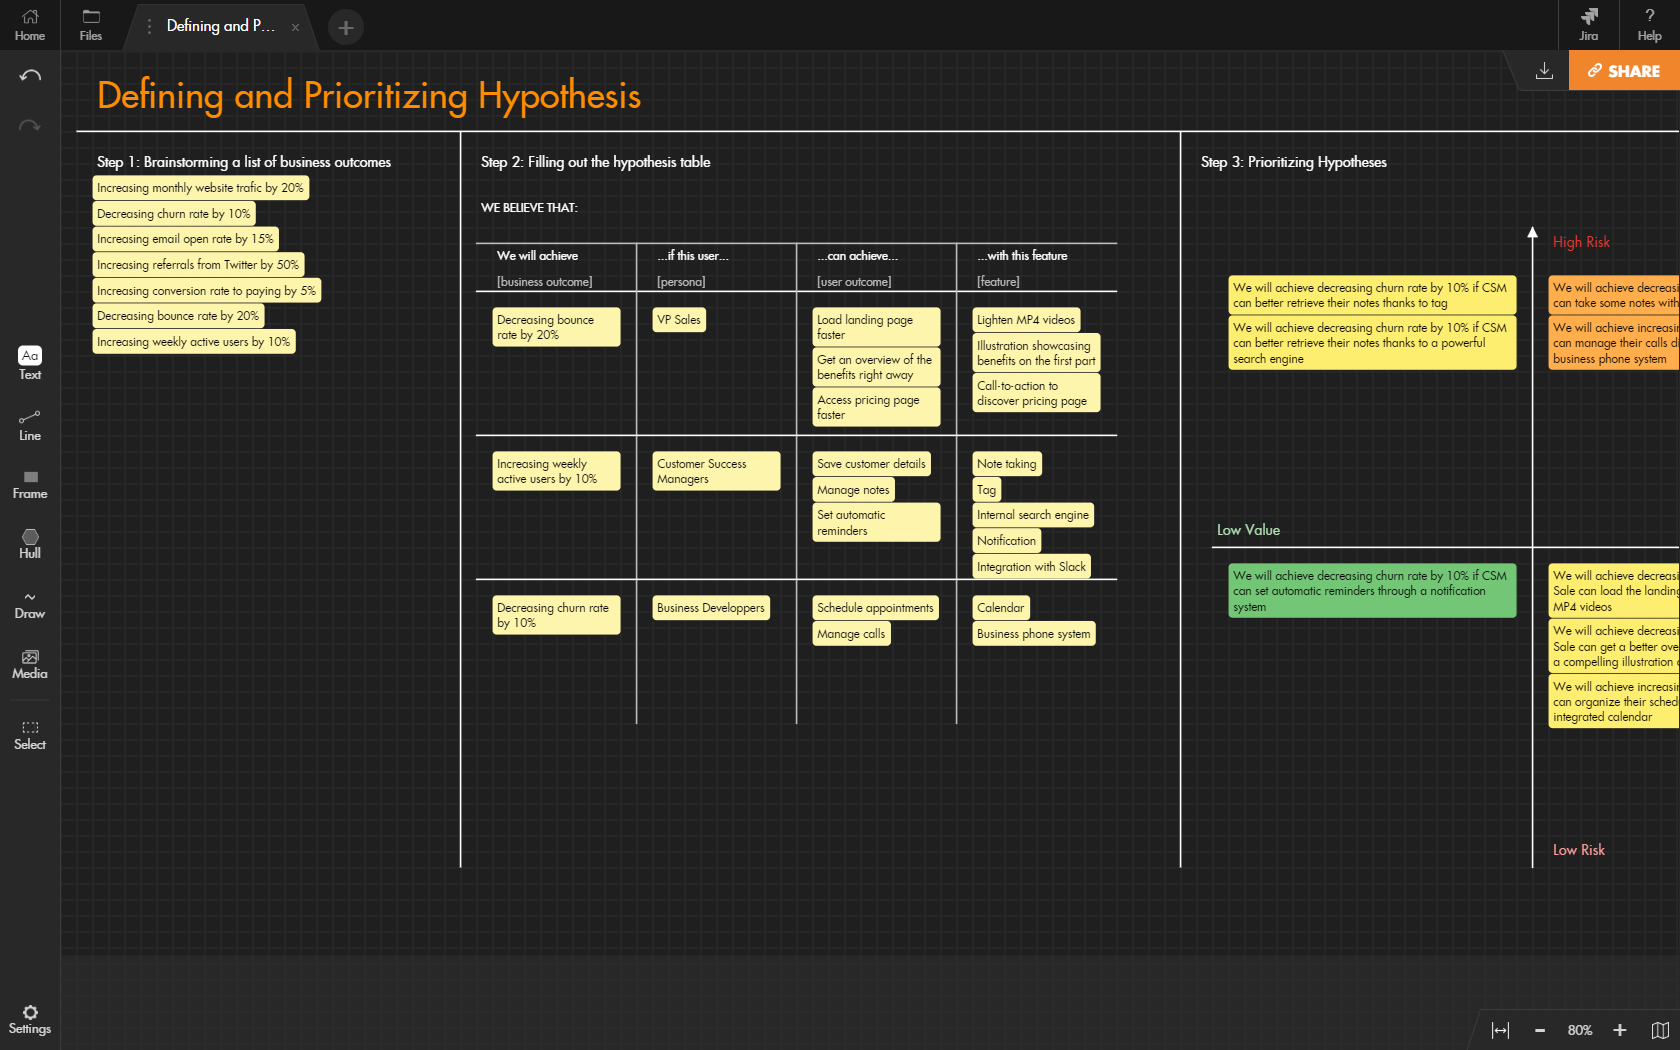 Home
Files
Defining and P...
Jira
Help
SHARE
Defining and Prioritizing Hypothesis
Step 1: Brainstorming a list of business outcomes
Increasing monthly website trafic by 20%
Decreasing churn rate by 10%
Increasing email open rate by 15%
Increasing referrals from Twitter by 50%
Increasing conversion rate to paying by 5%
Decreasing bounce rate by 20%
Increasing weekly active users by 10%
Text
Line
Frame
Hull
Draw
Media
Select
Settings
Step 2: Filling out the hypothesis table
WE BELIEVE THAT:
We will achieve
[business outcome]
...if this user...
[persona]
...can achieve...
[user outcome]
...with this feature
[feature]
Decreasing bounce
rate by 20%
VP Sales
Load landing page
faster
Get an overview of the
benefits right away
Access pricing page
faster
Lighten MP4 videos
Illustration showcasing
benefits on the first part
Call-to-action to
discover pricing page
Increasing weekly
active users by 10%
Customer Success
Managers
Save customer details
Manage notes
Set automatic
reminders
Note taking
Tag
Internal search engine
Notification
Integration with Slack
Decreasing churn rate
by 10%
Business Developpers
Schedule appointments
Manage calls
Calendar
Business phone system
Step 3: Prioritizing Hypotheses
High Risk
We will achieve decreasing churn rate by 10% if CSM
can better retrieve their notes thanks to tag
We will achieve decreasing churn rate by 10% if CSM
can better retrieve their notes thanks to a powerful
search engine
We will achieve decreasi
can take some notes with
We will achieve increasin
can manage their calls di
business phone system
Low Value
We will achieve decreasing churn rate by 10% if CSM
can set automatic reminders through a notification
system
We will achieve decreasi
Sale can load the landing
MP4 videos
We will achieve decreasi
Sale can get a better ove
a compelling illustration
We will achieve increasin
can organize their sched
integrated calendar
Low Risk
80%